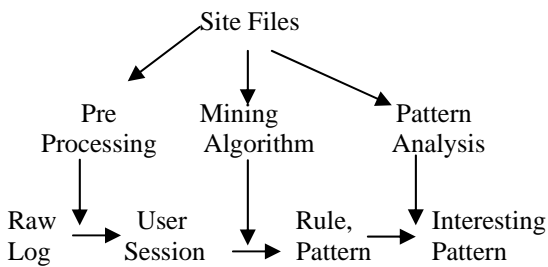 Site Files
Pre
Processing
Mining
Algorithm
Pattern
Analysis
Raw
Log
User
Session
Rule,
Pattern
Interesting
Pattern